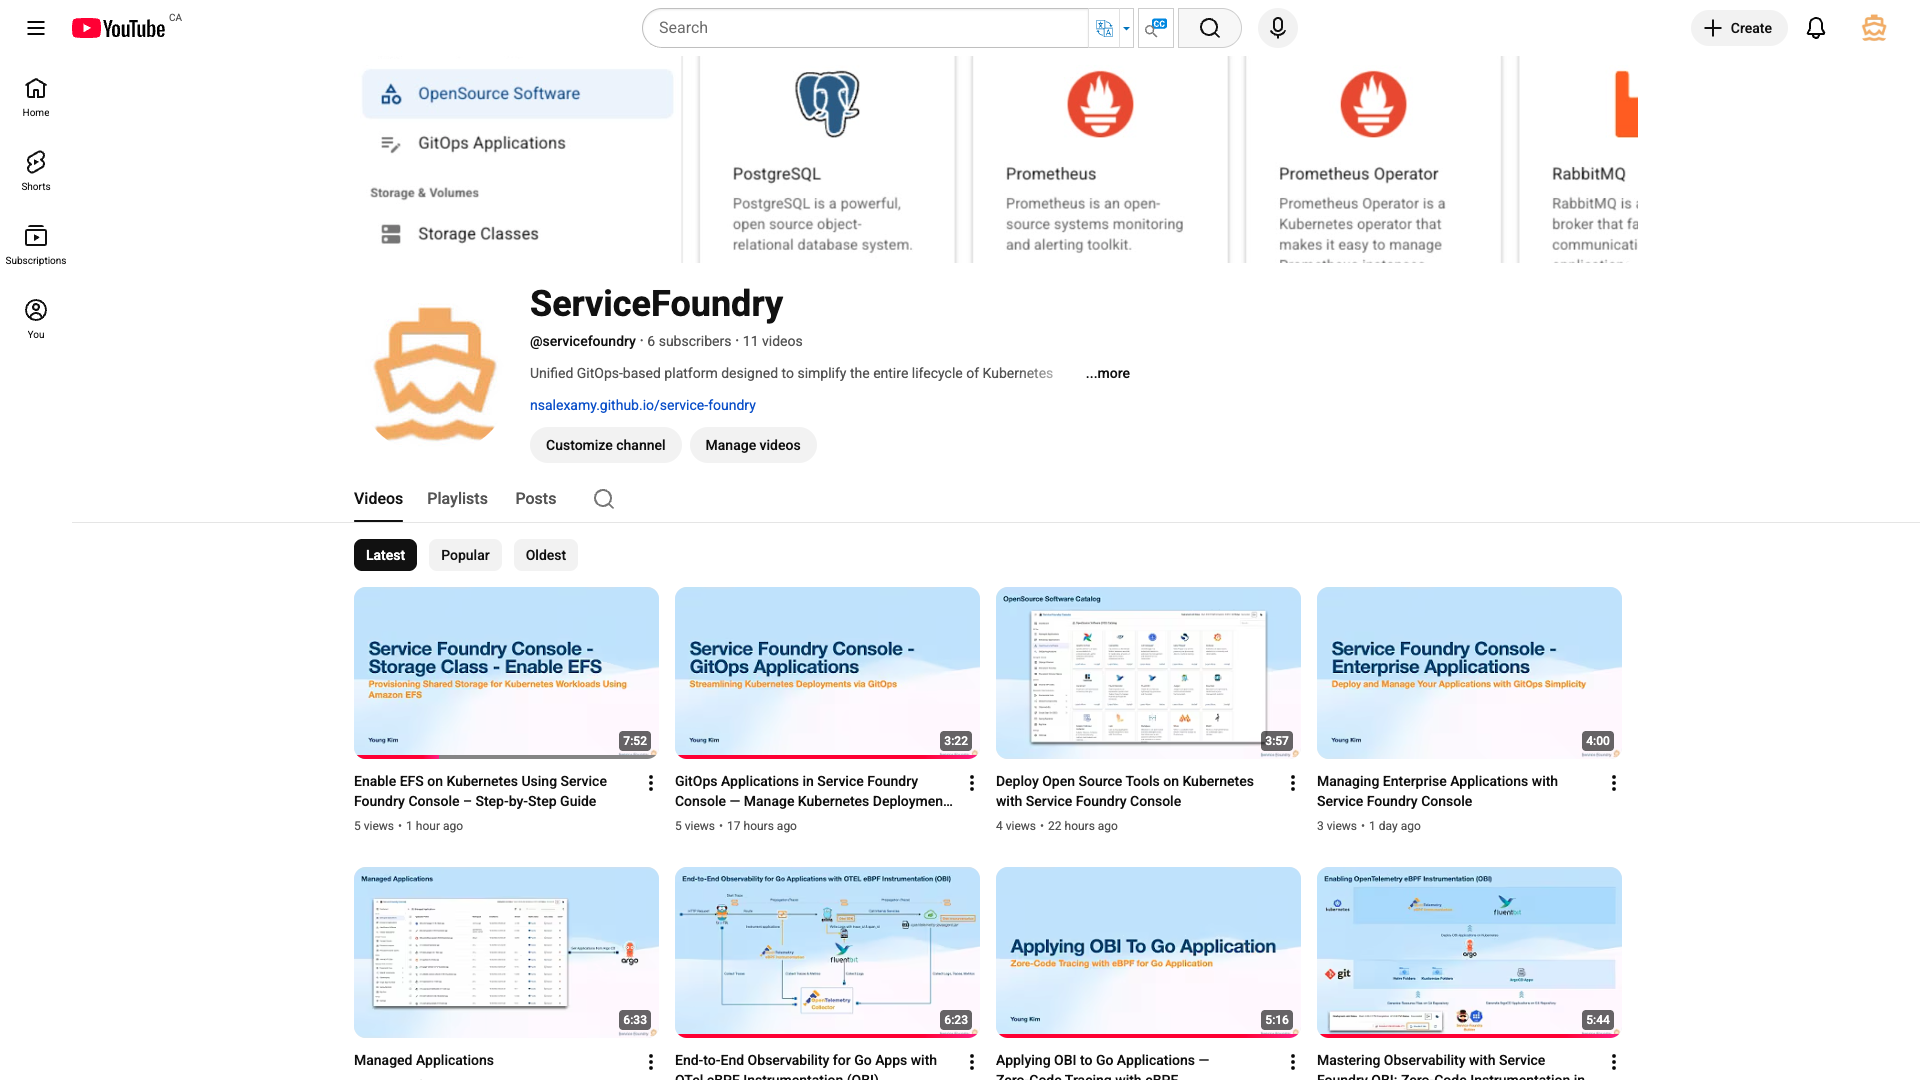 YouTube CA
Search
CC
Create
Home
Shorts
Subscriptions
You
OpenSource Software
GitOps Applications
Storage & Volumes
Storage Classes
PostgreSQL
PostgreSQL is a powerful,
open source object-
relational database system.
Prometheus
Prometheus is an open-
source systems monitoring
and alerting toolkit.
Prometheus Operator
Prometheus Operator is a
Kubernetes operator that
makes it easy to manage
RabbitMQ
RabbitMQ is
broker that
ServiceFoundry
@servicefoundry · 6 subscribers · 11 videos
Unified GitOps-based platform designed to simplify the entire lifecycle of Kubernetes ...more
nsalexamy.github.io/service-foundry
Customize channel
Manage videos
Videos
Playlists
Posts
Latest
Popular
Oldest
Service Foundry Console -
Storage Class - Enable EFS
Provisioning Shared Storage for Kubernetes Workloads Using
Amazon EFS
Young Kim
7:52
Enable EFS on Kubernetes Using Service
Foundry Console – Step-by-Step Guide
5 views • 1 hour ago
Service Foundry Console -
GitOps Applications
Streamlining Kubernetes Deployments via GitOps
Young Kim
3:22
GitOps Applications in Service Foundry
Console — Manage Kubernetes Deploymen...
5 views • 17 hours ago
OpenSource Software Catalog
3:57
Deploy Open Source Tools on Kubernetes
with Service Foundry Console
4 views • 22 hours ago
Service Foundry Console -
Enterprise Applications
Deploy and Manage Your Applications with GitOps Simplicity
Young Kim
4:00
Managing Enterprise Applications with
Service Foundry Console
3 views • 1 day ago
Managed Applications
argo
6:33
Managed Applications
End-to-End Observability for Go Applications with OTEL eBPF Instrumentation (OBI)
fluentbit
OpenTelemetry
Collector
6:23
End-to-End Observability for Go Apps with
OTel eBPF Instrumentation (OBI)
Applying OBI To Go Application
Zore-Code Tracing with eBPF for Go Application
Young Kim
5:16
Applying OBI to Go Applications —
Zero-Code Tracing with eBPF
Enabling OpenTelemetry eBPF Instrumentation (OBI)
kubernetes
fluentbit
argo
git
5:44
Mastering Observability with Service
Foundry OBI: Zero-Code Instrumentation in